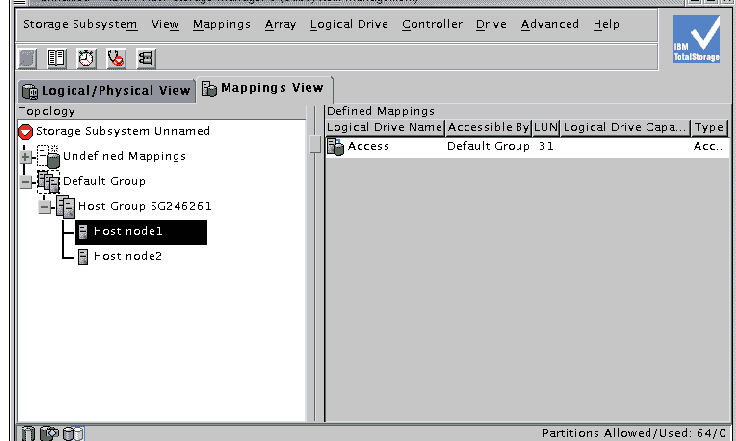 Storage Subsystem View Mappings Array Logical Drive Controller Drive Advanced Help
IBM
TotalStorage
Logical/Physical View Mappings View
Topology Defined Mappings
Logical Drive Name Accessible By LUN Logical Drive Capa... Type
Storage Subsystem Unnamed
Access Default Group 31 Acc..
Undefined Mappings
Default Group
Host Group SG246261
Host node1
Host node2
Partitions Allowed/Used: 64/0